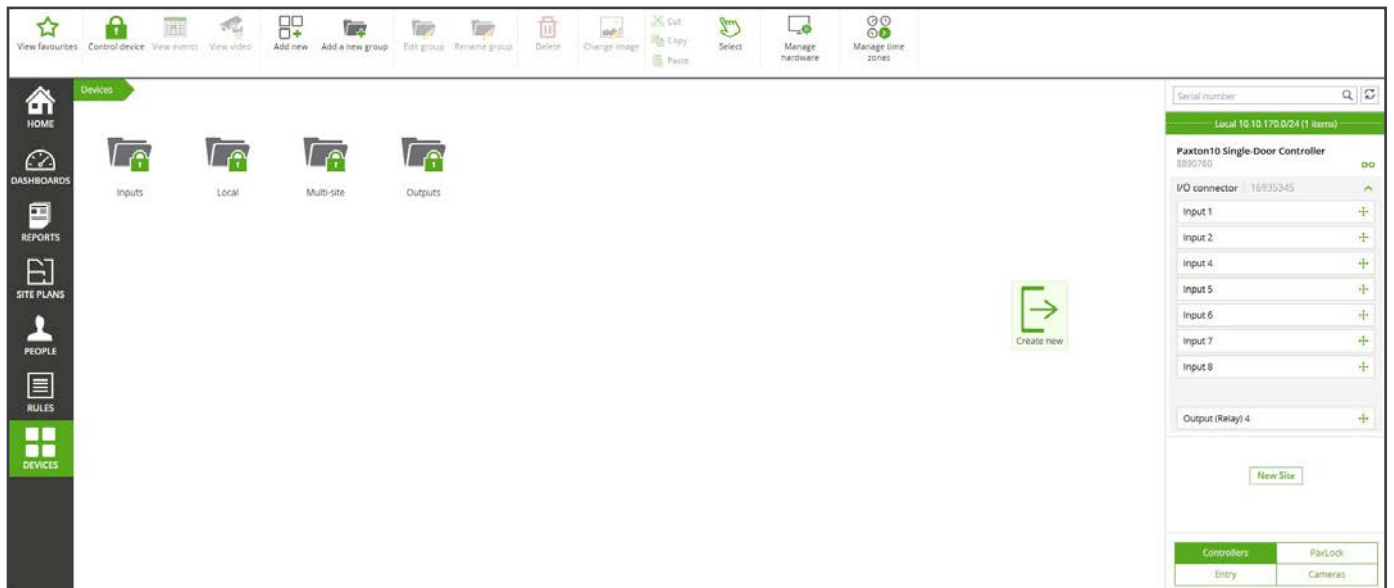 View favourites
Control device
View events
View video
Add new
Add a new group
Edit group
Rename group
Delete
Change image
Cut
Copy
Paste
Select
Manage
hardware
Manage time
zones
HOME
DASHBOARDS
REPORTS
SITE PLANS
PEOPLE
RULES
DEVICES
Devices
Inputs
Local
Multi-site
Outputs
Create new
Serial number
Local 10.10.170.0/24 (1 items)
Paxton10 Single-Door Controller
8890760
I/O connector 16935345
Input 1
Input 2
Input 4
Input 5
Input 6
Input 7
Input 8
Output (Relay) 4
New Site
Controllers
PaxLock
Entry
Cameras